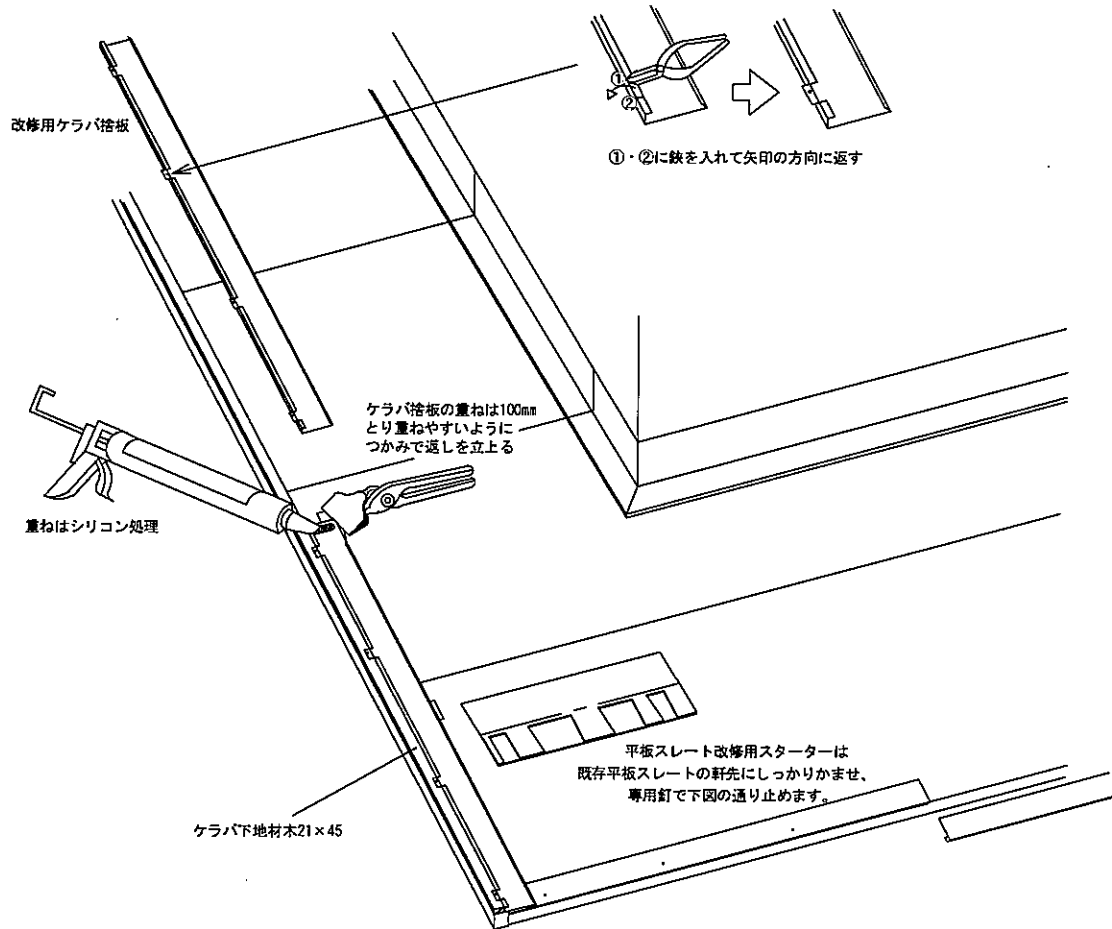 改修用ケラバ捨板
①
②
①・②に鋏を入れて矢印の方向に返す
ケラバ捨板の重ねは100mm
とり重ねやすいように
つかみで返しを立上る
重ねはシリコン処理
平板スレート改修用スターターは
既存平板スレートの軒先にしっかりかませ、
専用釘で下図の通り止めます。
ケラバ下地材木21×45